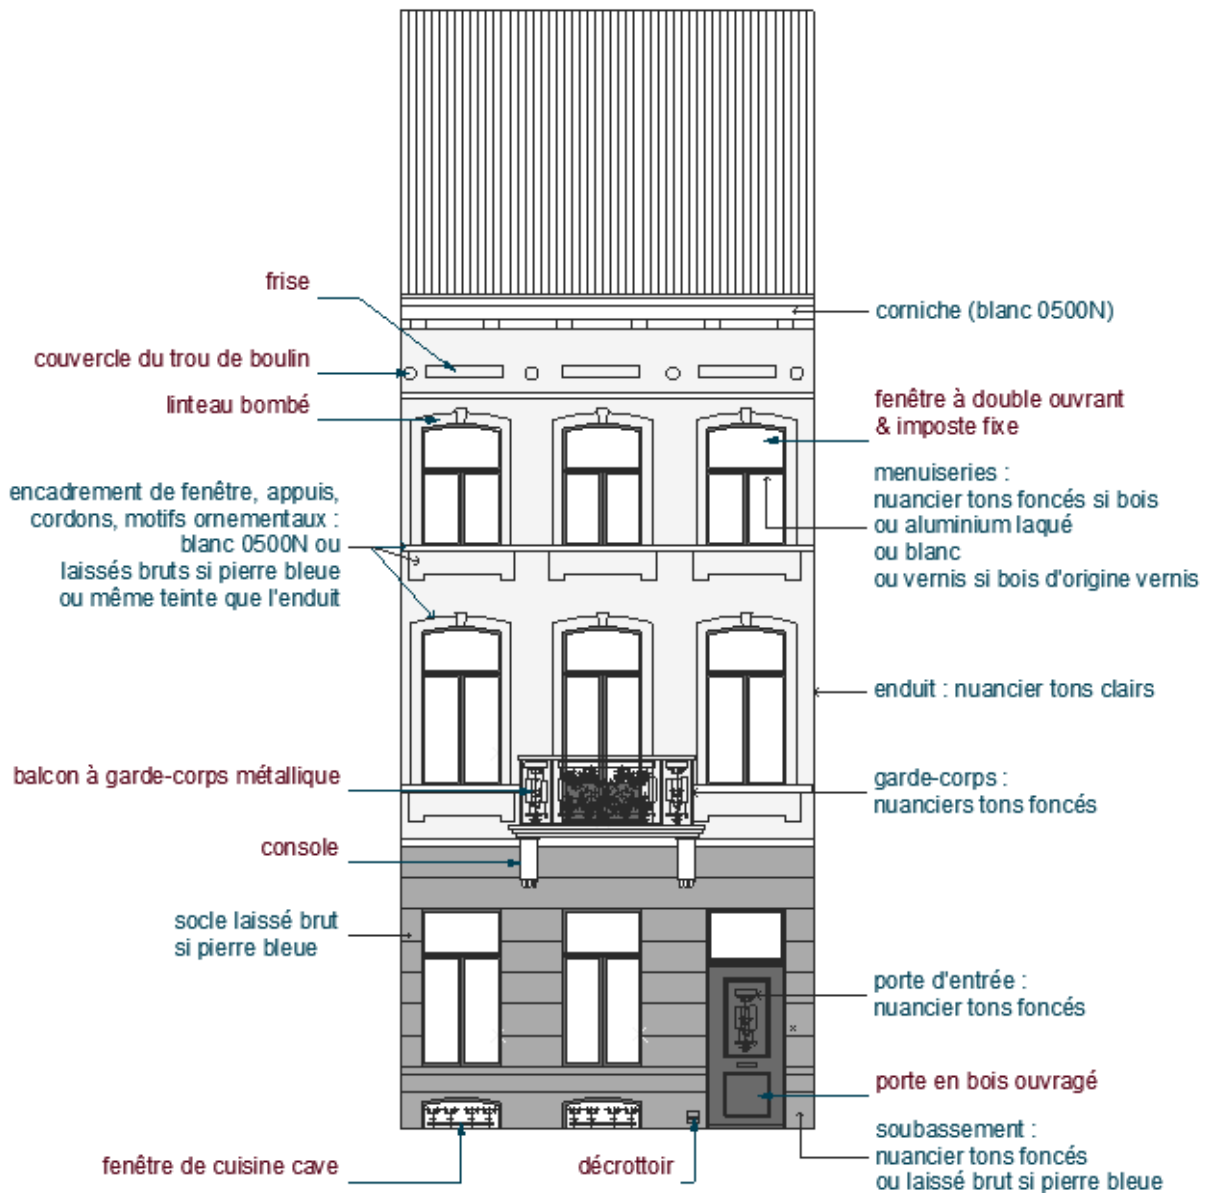 frise
corniche (blanc 0500N)
couvercle du trou de boulin
linteau bombé
fenêtre à double ouvrant
& imposte fixe
menuiseries :
nuancier tons foncés si bois
ou aluminium laqué
ou blanc
ou vernis si bois d'origine vernis
encadrement de fenêtre, appuis,
cordons, motifs ornementaux :
blanc 0500N ou
laissés bruts si pierre bleue
ou même teinte que l'enduit
enduit : nuancier tons clairs
balcon à garde-corps métallique
garde-corps :
nuanciers tons foncés
console
socle laissé brut
si pierre bleue
porte d'entrée :
nuancier tons foncés
porte en bois ouvragé
soubassement :
nuancier tons foncés
ou laissé brut si pierre bleue
fenêtre de cuisine cave
décrottoir